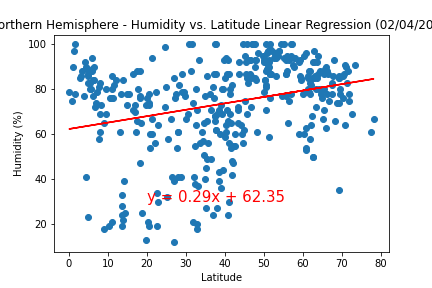 orthern Hemisphere - Humidity vs. Latitude Linear Regression (02/04/20
100
80
60
40
20
Humidity (%)
y = 0.29x + 62.35
0 10 20 30 40 50 60 70 80
Latitude